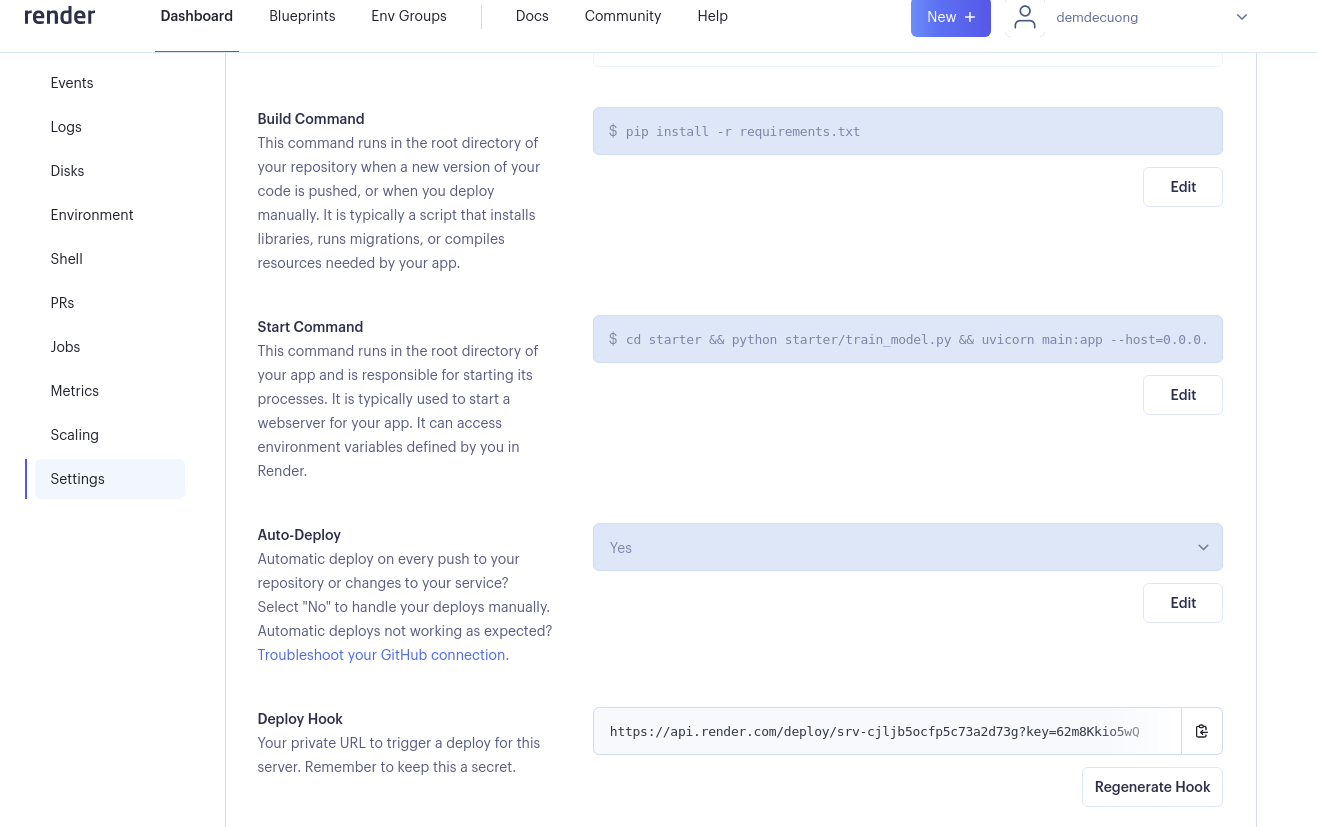 render
Dashboard
Blueprints
Env Groups
Docs
Community
Help
New +
demdecuong
Events
Logs
Disks
Environment
Shell
PRs
Jobs
Metrics
Scaling
Settings
Build Command
This command runs in the root directory of
your repository when a new version of your
code is pushed, or when you deploy
manually. It is typically a script that installs
libraries, runs migrations, or compiles
resources needed by your app.
$ pip install -r requirements.txt
Edit
Start Command
This command runs in the root directory of
your app and is responsible for starting its
processes. It is typically used to start a
webserver for your app. It can access
environment variables defined by you in
Render.
$ cd starter && python starter/train_model.py && uvicorn main:app --host=0.0.0.
Edit
Auto-Deploy
Automatic deploy on every push to your
repository or changes to your service?
Select "No" to handle your deploys manually.
Automatic deploys not working as expected?
Troubleshoot your GitHub connection.
Yes
Edit
Deploy Hook
Your private URL to trigger a deploy for this
server. Remember to keep this a secret.
https://api.render.com/deploy/srv-cjljb5ocfp5c73a2d73g?key=62m8Kkio5wQ
Regenerate Hook